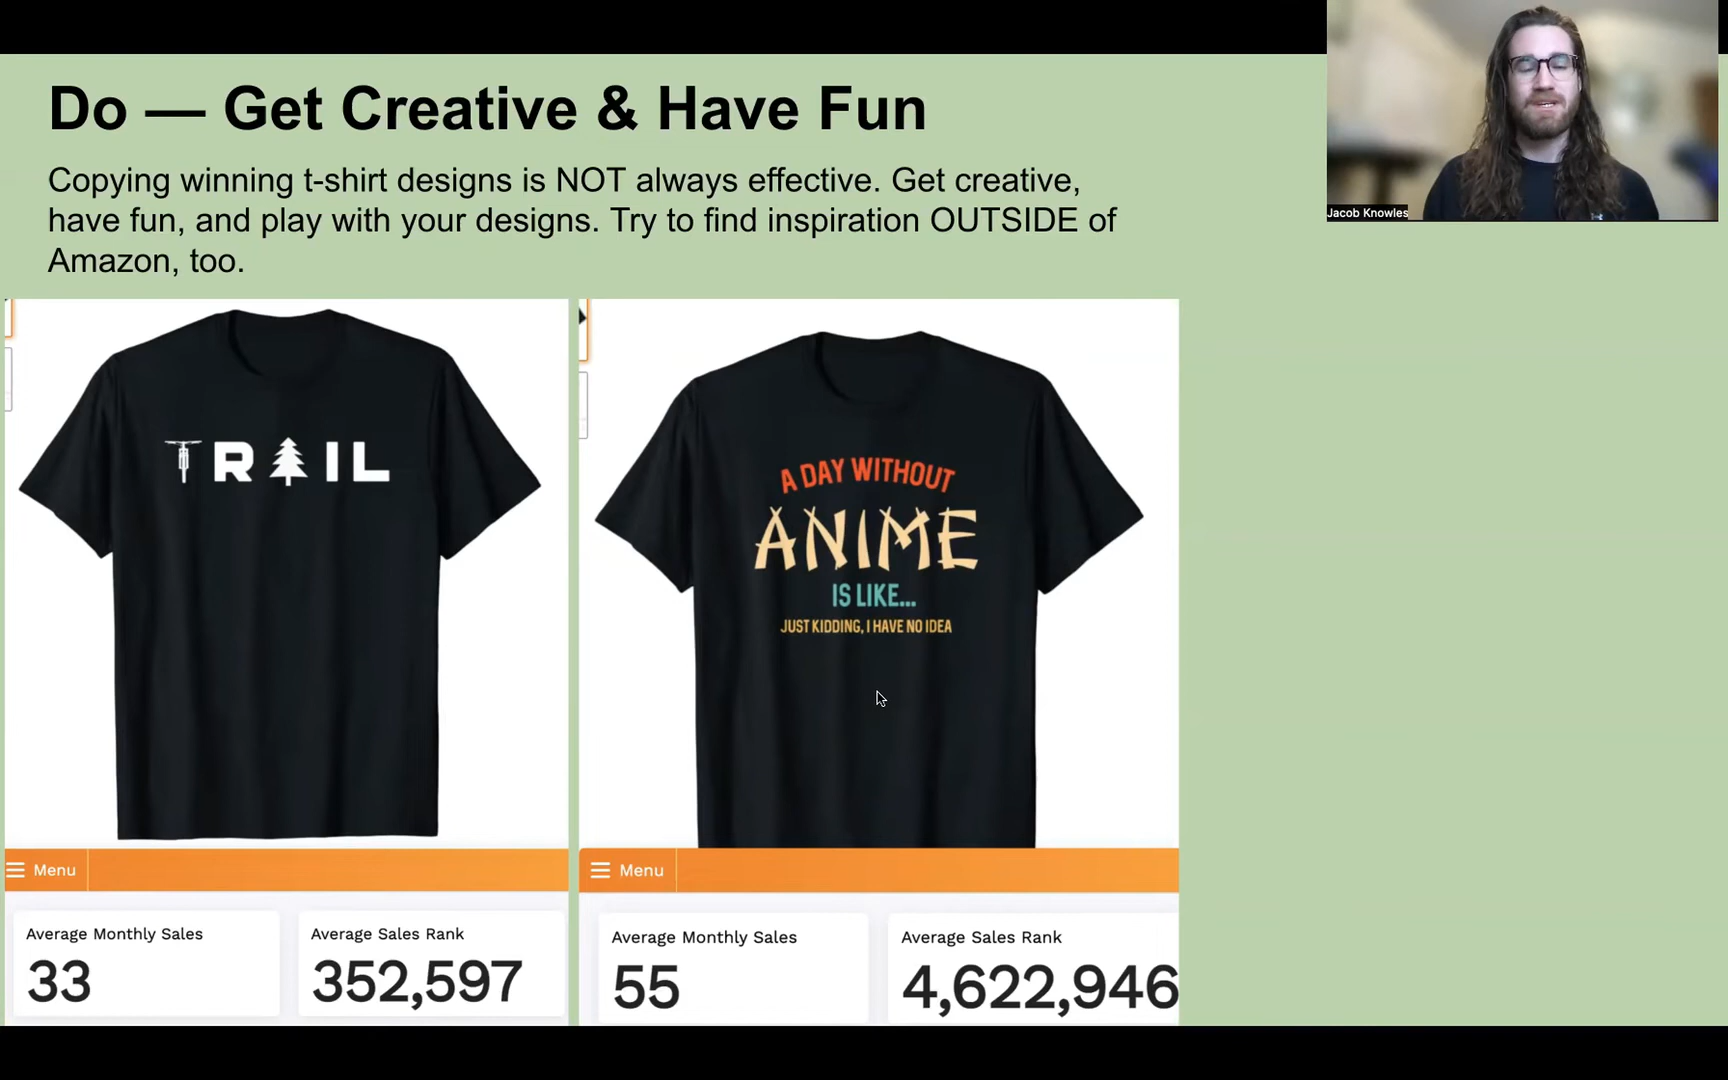 Do — Get Creative & Have Fun
Copying winning t-shirt designs is NOT always effective. Get creative,
have fun, and play with your designs. Try to find inspiration OUTSIDE of
Amazon, too.
Jacob Knowles
TRAIL
A DAY WITHOUT
ANIME
IS LIKE...
JUST KIDDING, I HAVE NO IDEA
Menu
Menu
Average Monthly Sales
33
Average Sales Rank
352,597
Average Monthly Sales
55
Average Sales Rank
4,622,946